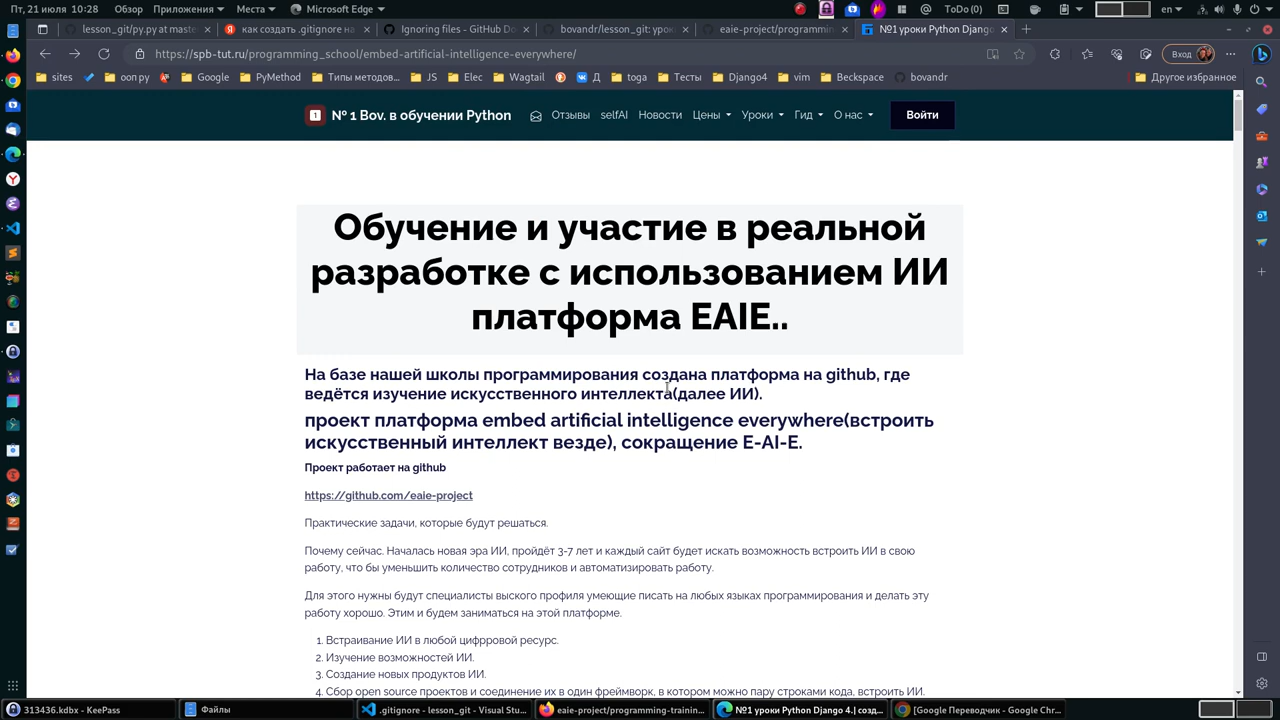 Пт, 21 июля 10:28 Обзор Приложения Места Microsoft Edge ToDo(0) en
lesson_git/py.py at maste как создать .gitignore на Ignoring files - GitHub Do bovandr/lesson_git: уроки eaie-project/programmin №1 уроки Python Django
https://spb-tut.ru/programming_school/embed-artificial-intelligence-everywhere/ Вход
sites ооп ру Google PyMethod Типы методов... JS Elec Wagtail Д toga Тесты Django4 vim Beckspace bovandr Другое избранное
№ 1 Bov. в обучении Python Отзывы selfAI Новости Цены Уроки Гид О нас Войти
Обучение и участие в реальной
разработке с использованием ИИ
платформа EAIE..
На базе нашей школы программирования создана платформа на github, где
ведётся изучение искусственного интеллекта(далее ИИ).
проект платформа embed artificial intelligence everywhere(встроить
искусственный интеллект везде), сокращение E-AI-E.
Проект работает на github
https://github.com/eaie-project
Практические задачи, которые будут решаться.
Почему сейчас. Началась новая эра ИИ, пройдёт 3-7 лет и каждый сайт будет искать возможность встроить ИИ в свою
работу, что бы уменьшить количество сотрудников и автоматизировать работу.
Для этого нужны будут специалисты выского профиля умеющие писать на любых языках программирования и делать эту
работу хорошо. Этим и будем заниматься на этой платформе.
1. Встраивание ИИ в любой цифрровой ресурс.
2. Изучение возможностей ИИ.
3. Создание новых продуктов ИИ.
4. Сбор open source проектов и соединение их в один фреймворк, в котором можно пару строками кода, встроить ИИ.
313436.kdbx - KeePass Файлы .gitignore - lesson_git - Visual Stu... eaie-project/programming-trainin... №1 уроки Python Django 4.| созд... [Google Переводчик - Google Chr...